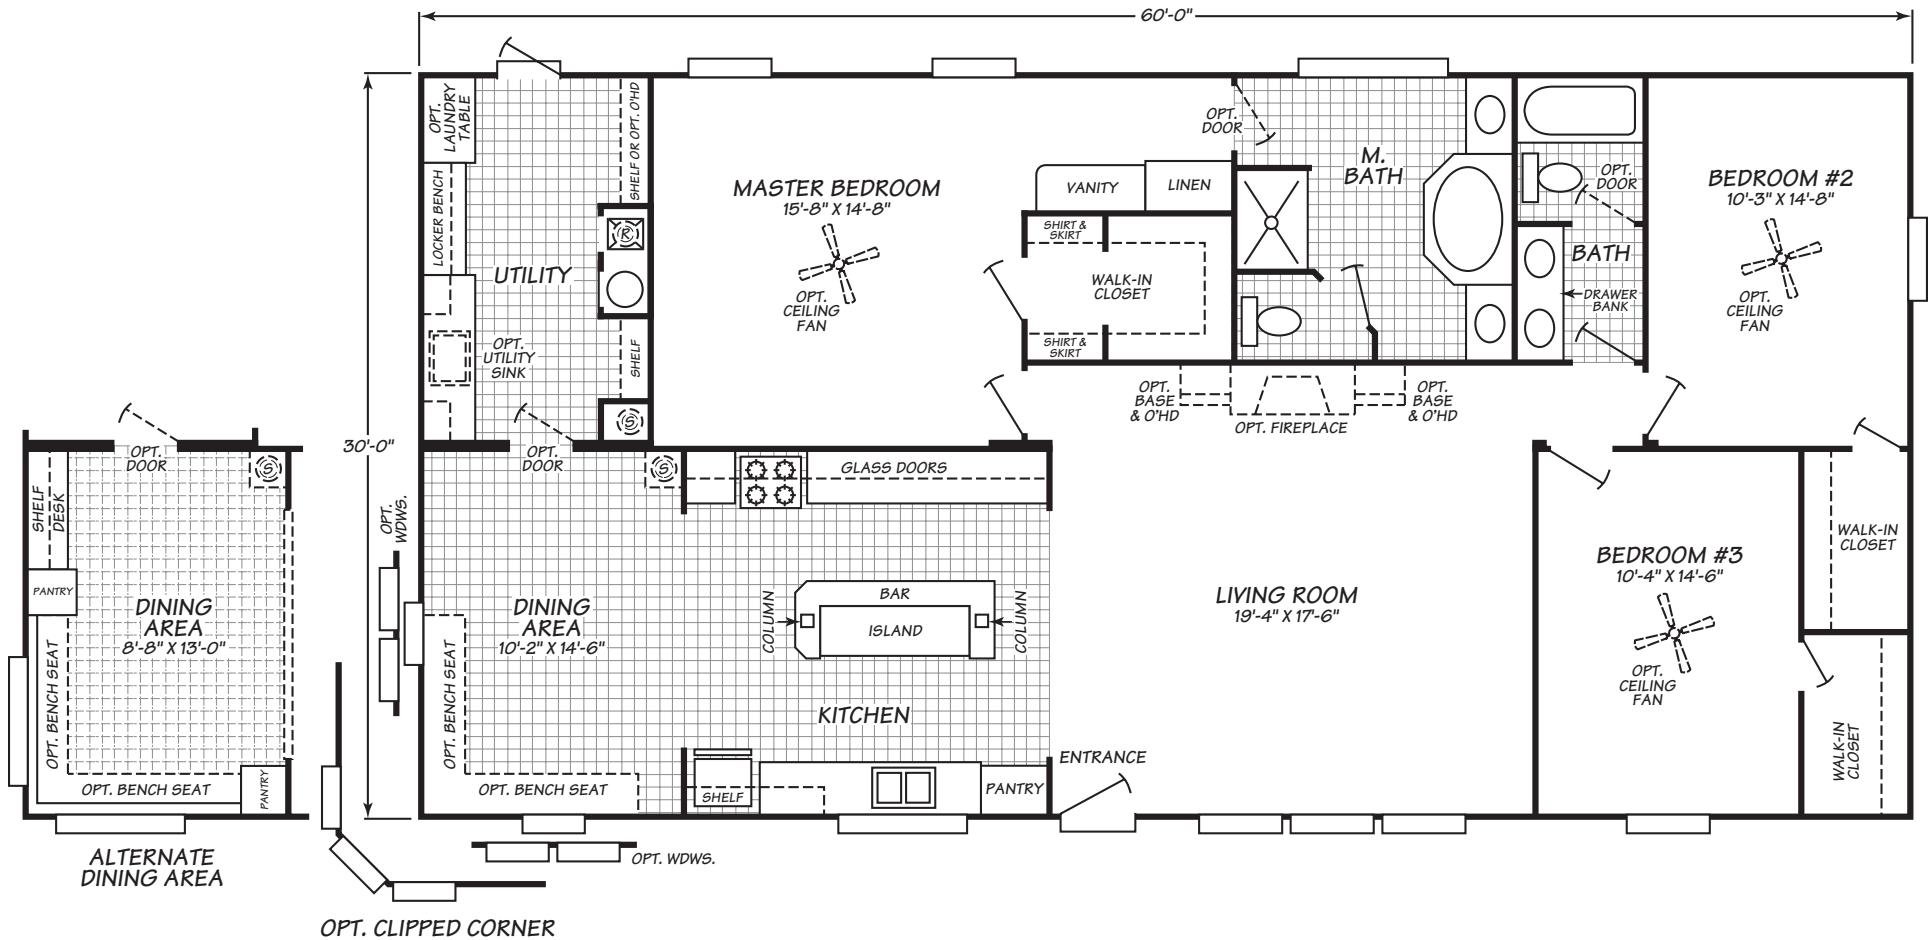 60'-0"
30'-0"
OPT.
LAUNDRY
TABLE
LOCKER BENCH
UTILITY
OPT.
UTILITY
SINK
SHELF OR OPT. O'HD
R
SHELF
S
OPT.
DOOR
MASTER BEDROOM
15'-8" X 14'-8"
OPT.
CEILING
FAN
VANITY
LINEN
SHIRT &
SKIRT
WALK-IN
CLOSET
SHIRT &
SKIRT
OPT.
DOOR
M.
BATH
OPT.
DOOR
BATH
DRAWER
BANK
BEDROOM #2
10'-3" X 14'-8"
OPT.
CEILING
FAN
OPT.
BASE
& O'HD
OPT. FIREPLACE
OPT.
BASE
& O'HD
OPT.
DOOR
S
SHELF
DESK
PANTRY
DINING
AREA
8'-8" X 13'-0"
OPT. BENCH SEAT
OPT. BENCH SEAT
PANTRY
ALTERNATE
DINING AREA
OPT.
WDWS.
S
GLASS DOORS
DINING
AREA
10'-2" X 14'-6"
OPT. BENCH SEAT
OPT. BENCH SEAT
COLUMN
BAR
ISLAND
COLUMN
KITCHEN
SHELF
PANTRY
ENTRANCE
LIVING ROOM
19'-4" X 17'-6"
BEDROOM #3
10'-4" X 14'-6"
OPT.
CEILING
FAN
WALK-IN
CLOSET
WALK-IN
CLOSET
OPT. WDWS.
OPT. CLIPPED CORNER